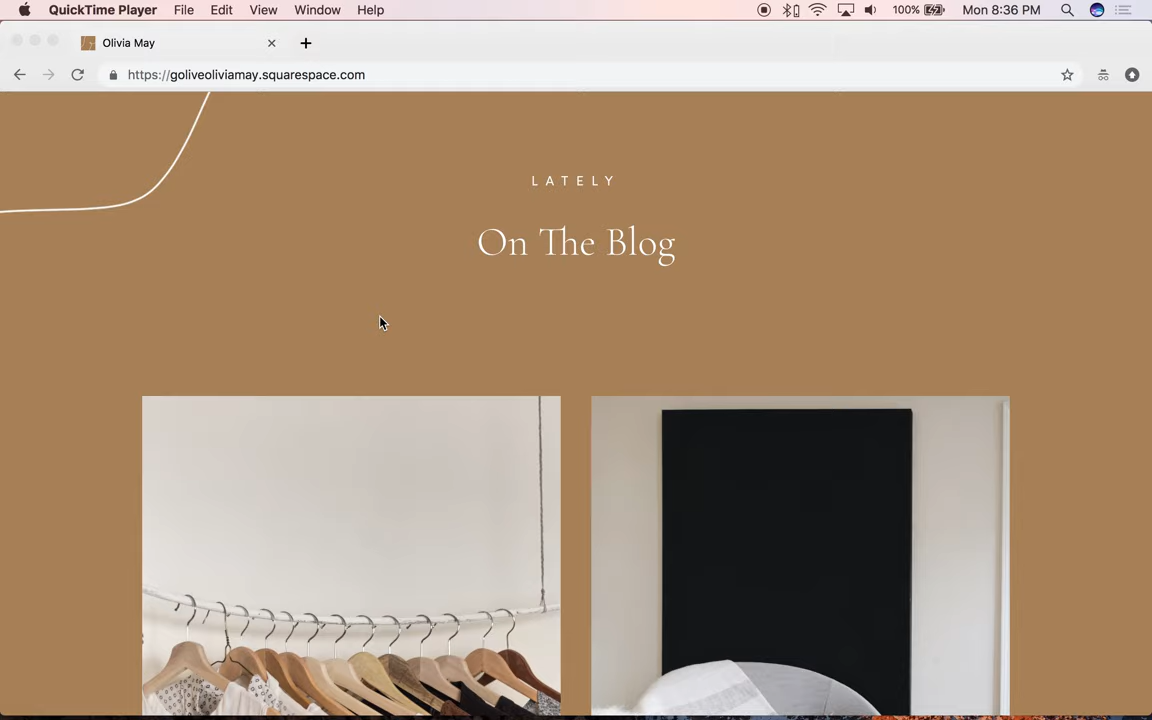 QuickTime Player File Edit View Window Help 100% Mon 8:36 PM
Olivia May
https://goliveoliviamay.squarespace.com
LATELY
On The Blog